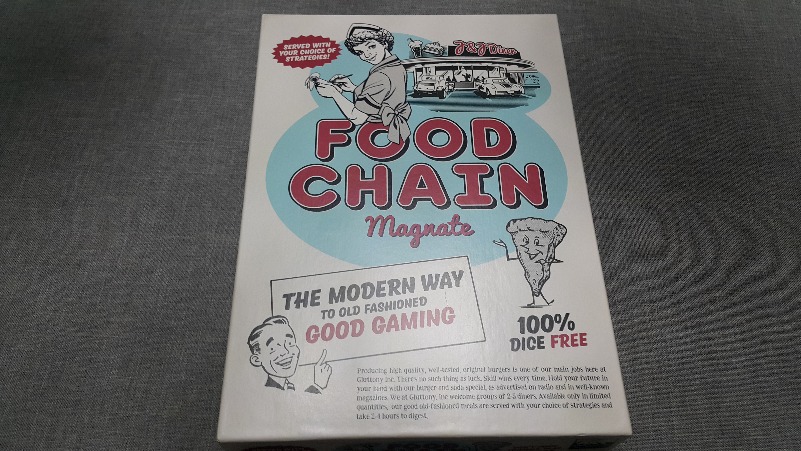 SERVED WITH
YOUR CHOICE OF
STRATEGIES!
J&J Diner
FOOD
CHAIN
Magnate
THE MODERN WAY
TO OLD FASHIONED
GOOD GAMING
100%
DICE FREE
Producing high quality, well-tested, original burgers is one of our main jobs here at
Gluttony Inc. There's no such thing as luck. Skill wins every time. Hold your future in
your hand with our burger and soda special, as advertised on radio and in well-known
magazines. We at Gluttony, Inc welcome groups of 2-5 diners. Available only in limited
quantities, our good old-fashioned meals are served with your choice of strategies and
take 2-4 hours to digest.